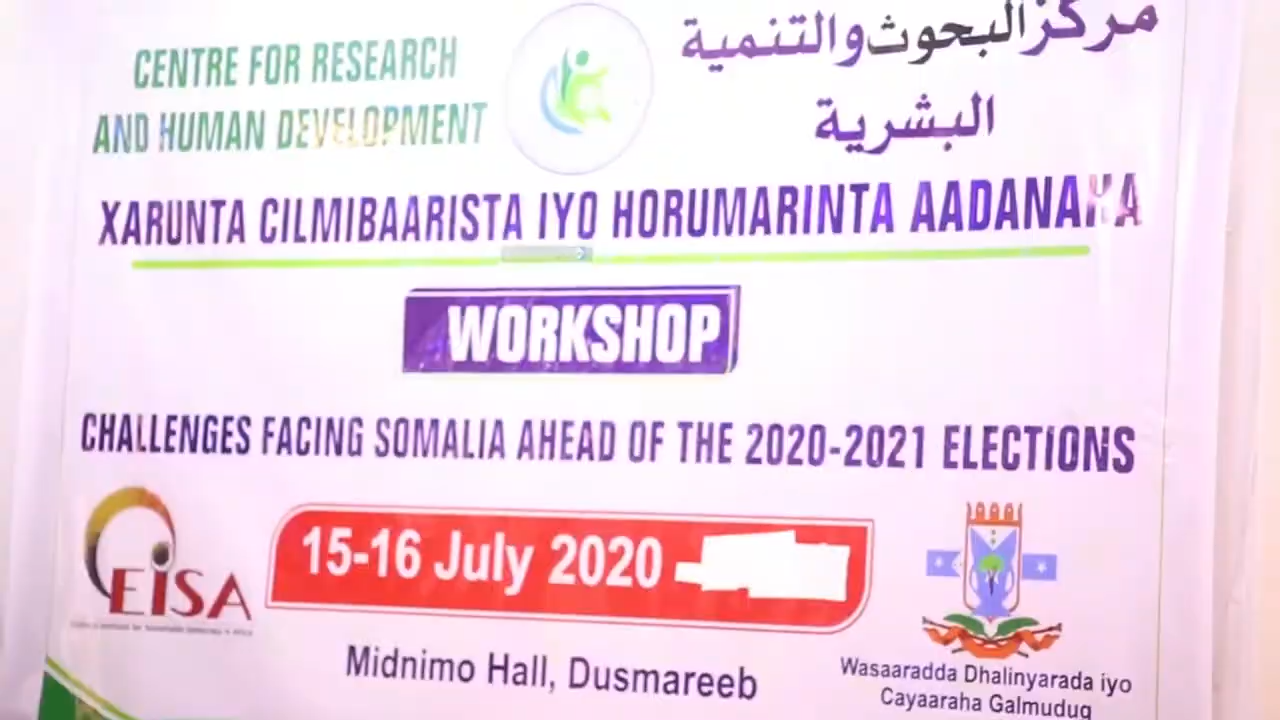 CENTRE FOR RESEARCH
AND HUMAN DEVELOPMENT
مركز البحوث والتنمية
البشرية
XARUNTA CILMIBAARISTA IYO HORUMARINTA AADANAHA
WORKSHOP
CHALLENGES FACING SOMALIA AHEAD OF THE 2020-2021 ELECTIONS
EISA
15-16 July 2020
Midnimo Hall, Dusmareeb
Wasaaradda Dhalinyarada iyo
Cayaaraha Galmudug